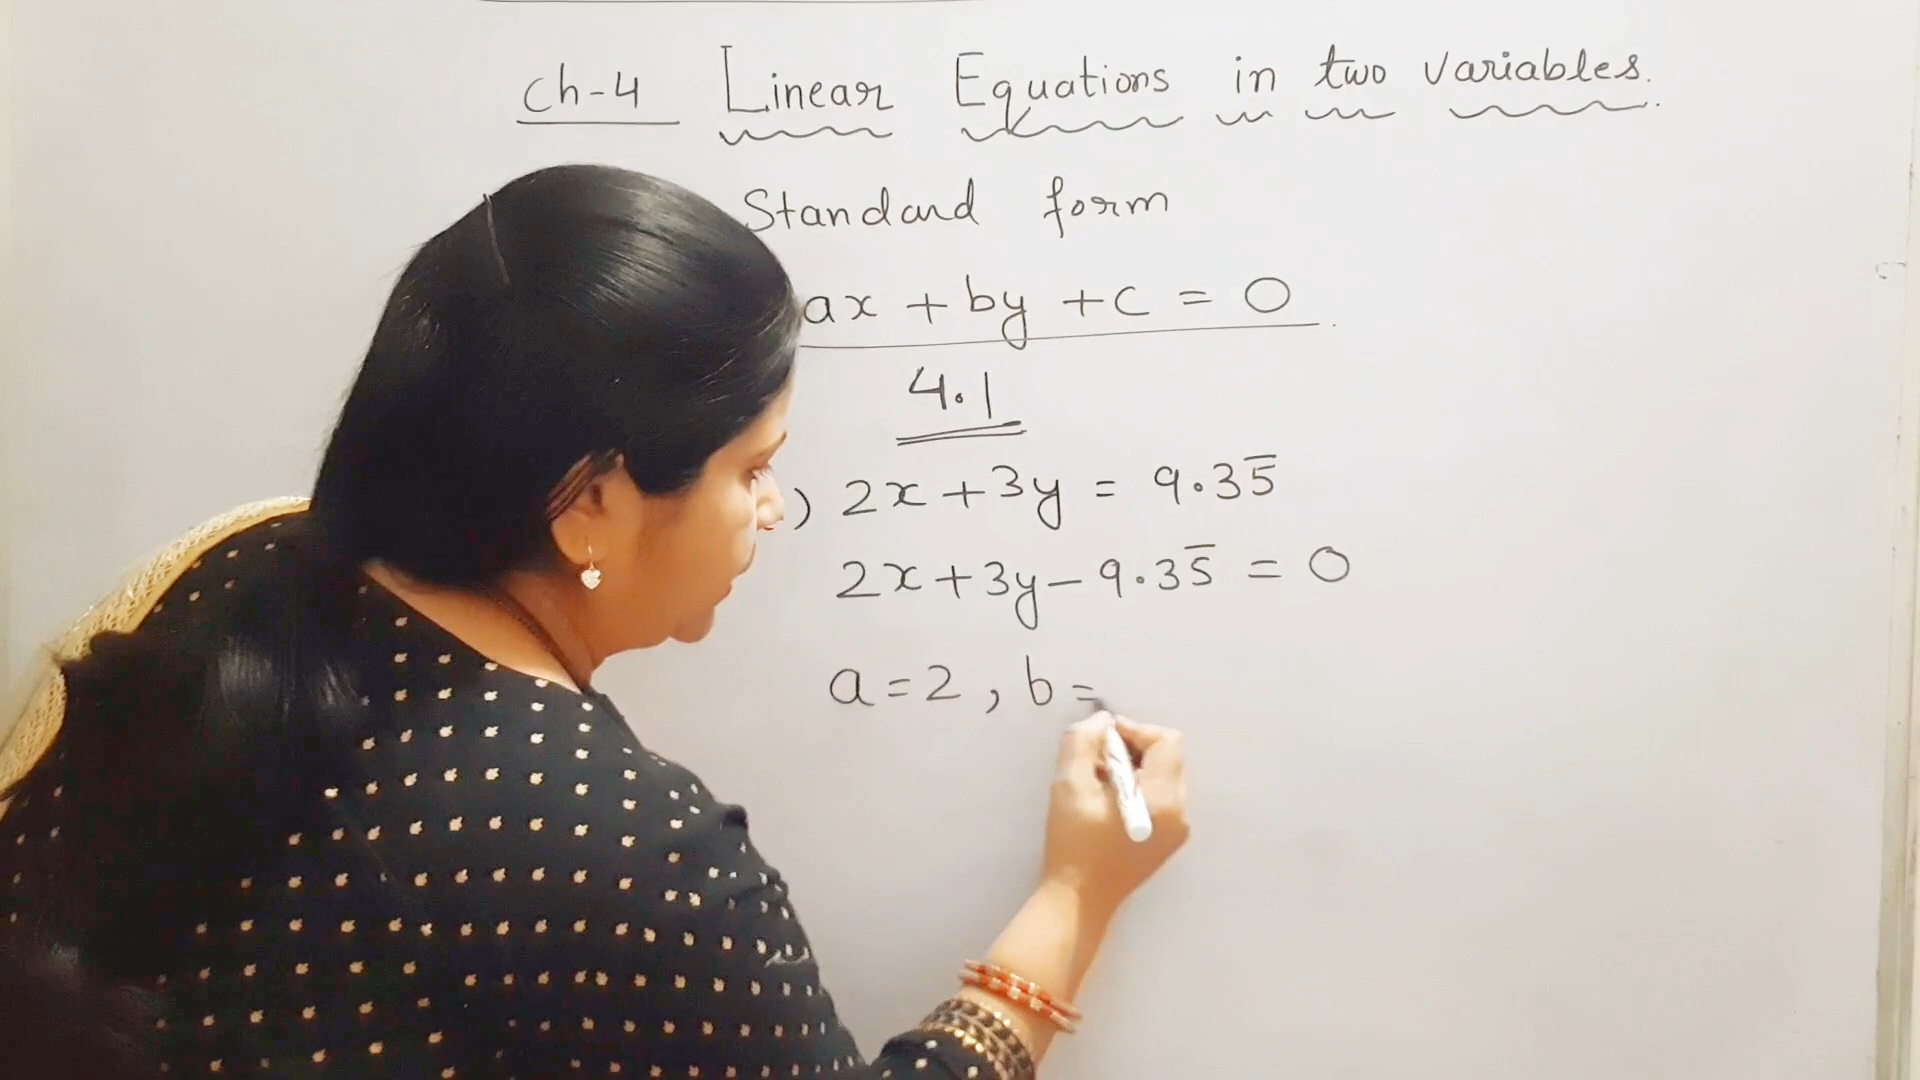 Ch-4 Linear Equations in two variables.
Standard form
ax + by + c = 0
4.1
) 2x + 3y = 9.35̅
2x + 3y - 9.35̅ = 0
a = 2 , b =